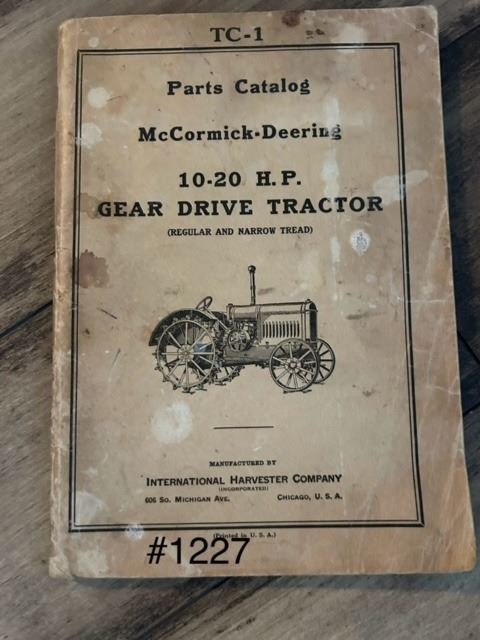 TC-1
Parts Catalog
McCormick-Deering
10-20 H.P.
GEAR DRIVE TRACTOR
(REGULAR AND NARROW TREAD)
MANUFACTURED BY
INTERNATIONAL HARVESTER COMPANY
(INCORPORATED)
606 SO. MICHIGAN AVE. CHICAGO, U. S. A.
(Printed in U. S. A.)
#1227